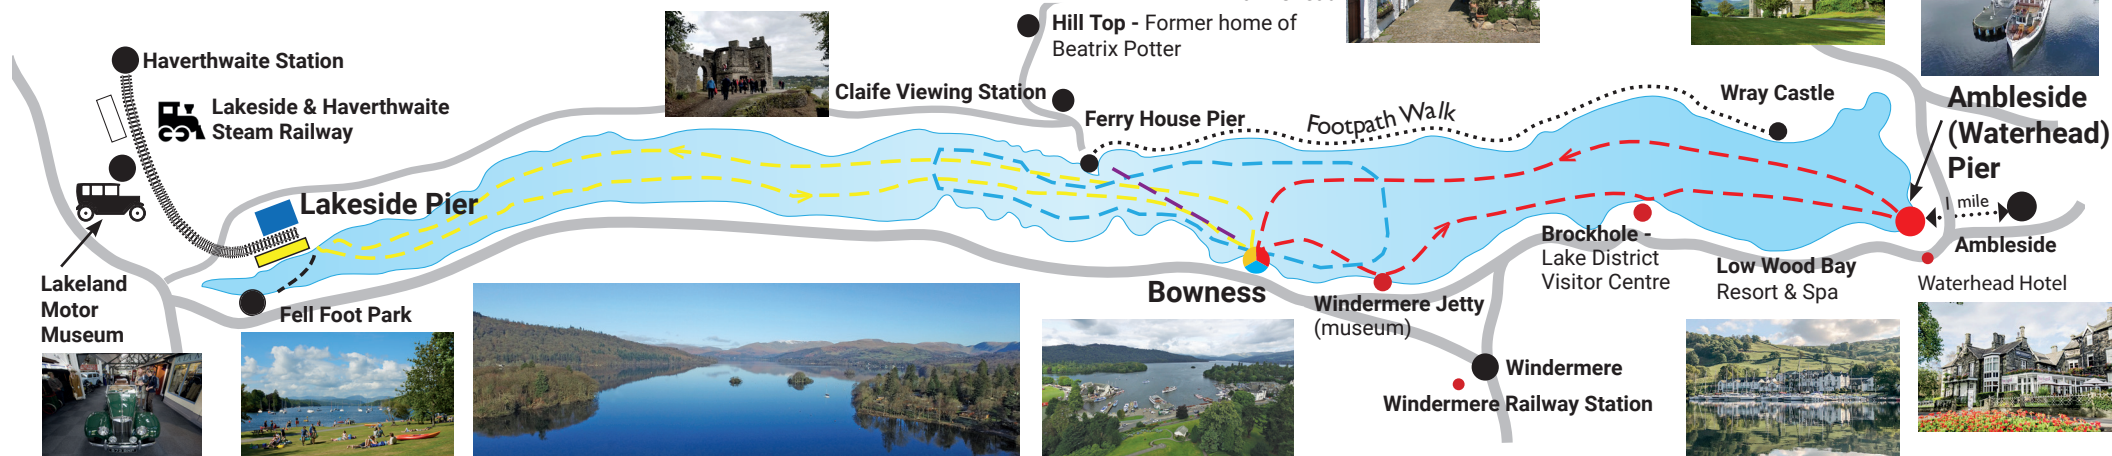 Hill Top - Former home of
Beatrix Potter
Haverthwaite Station
Lakeside & Haverthwaite
Steam Railway
Claife Viewing Station
Ferry House Pier
Footpath Walk
Wray Castle
Ambleside
(Waterhead)
Pier
1 mile
Ambleside
Lakeside Pier
Lakeland
Motor
Museum
Fell Foot Park
Bowness
Windermere Jetty
(museum)
Brockhole -
Lake District
Visitor Centre
Low Wood Bay
Resort & Spa
Waterhead Hotel
Windermere
Windermere Railway Station